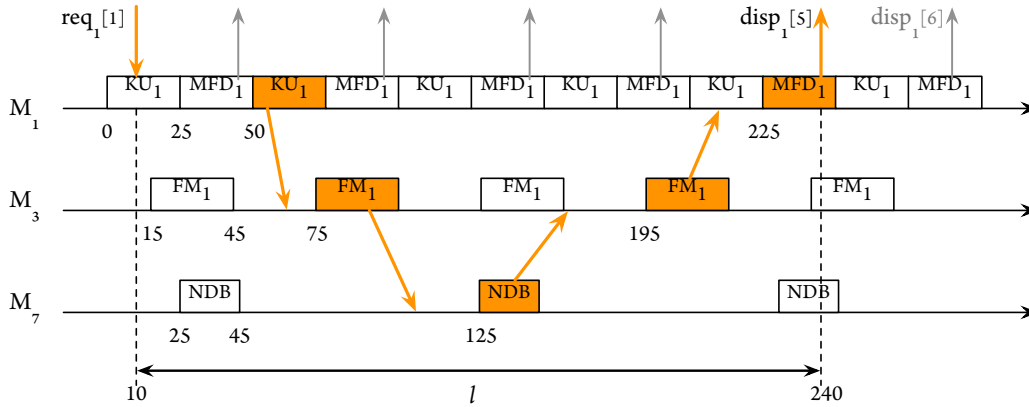 req₁[1] disp₁[5] disp₁[6]
KU₁ MFD₁ KU₁ MFD₁ KU₁ MFD₁ KU₁ MFD₁ KU₁ MFD₁ KU₁ MFD₁
M₁
0 25 50 225
FM₁ FM₁ FM₁ FM₁ FM₁
M₃
15 45 75 195
NDB NDB NDB
M₇
25 45 125
10 l 240